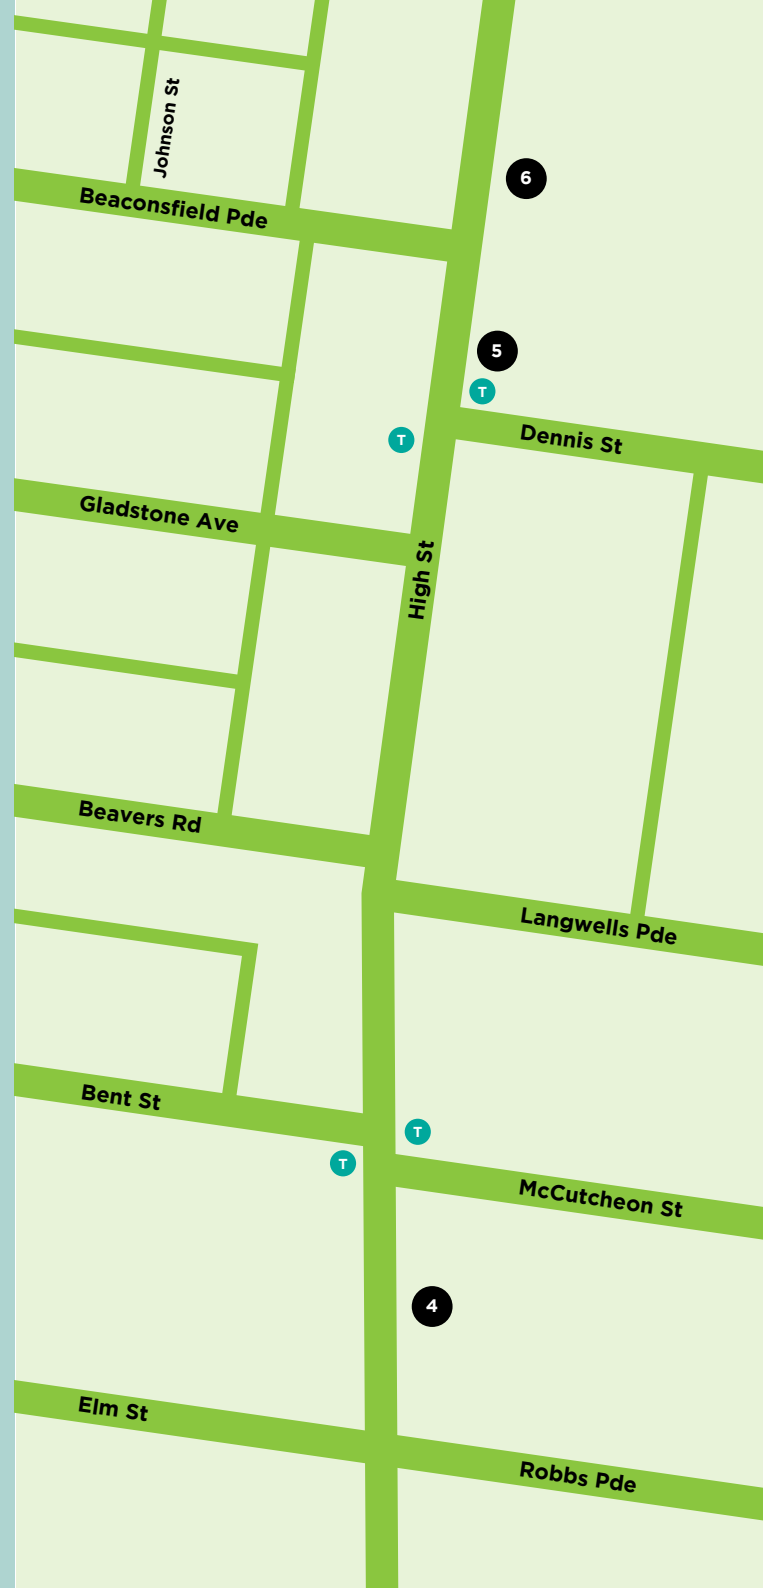 Johnson St
6
Beaconsfield Pde
5
T
Dennis St
T
Gladstone Ave
High St
Beavers Rd
Langwells Pde
Bent St
T
T
McCutcheon St
4
Elm St
Robbs Pde